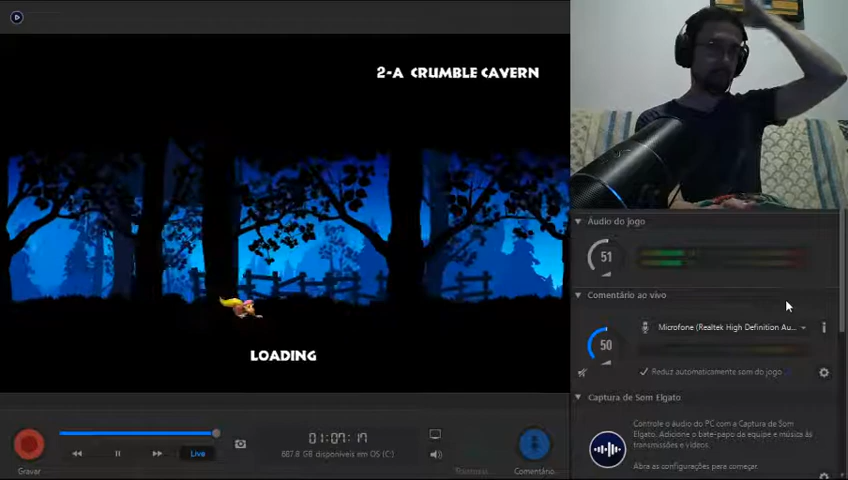 2-A CRUMBLE CAVERN
LOADING
Áudio do jogo
51
Comentário ao vivo
50
Microfone (Realtek High Definition Au...
Reduz automaticamente som do jogo
Captura de Som Elgato
Controle o áudio do PC com a Captura de Som
Elgato. Adicione o bate-papo da equipe e música às
transmissões e vídeos.
Abra as configurações para começar.
Live
01:07:17
687.8 GB disponíveis em OS (C:)
Gravar
Comentário